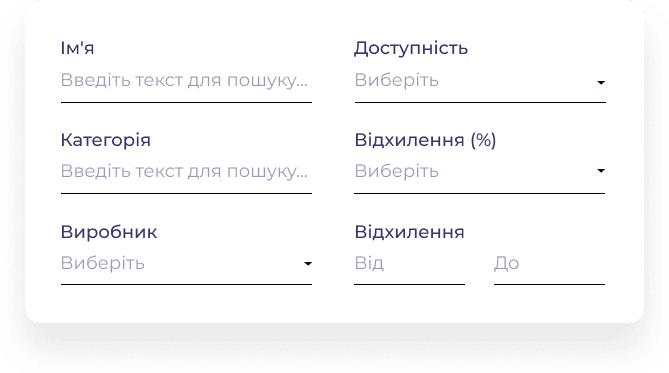 Ім'я
Введіть текст для пошуку...
Доступність
Виберіть
Категорія
Введіть текст для пошуку...
Відхилення (%)
Виберіть
Виробник
Виберіть
Відхилення
Від
До